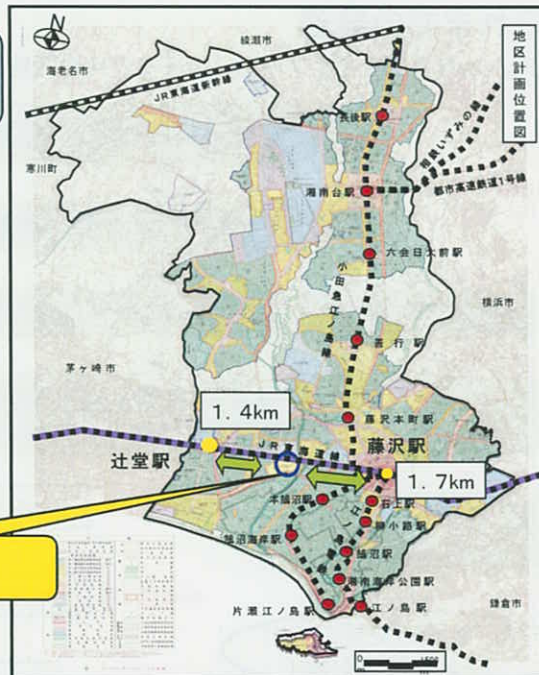 綾瀬市
海老名市
JR東海道新幹線
地区計画位置図
長後駅
相鉄いずみの線
寒川町
湘南台駅
都市高速鉄道1号線
六会日大前駅
小田急江ノ島線
横浜市
善行駅
茅ヶ崎市
1.4km
藤沢本町駅
JR東海道線
藤沢駅
辻堂駅
1.7km
本鵠沼駅
石上駅
柳小路駅
鵠沼海岸駅
鵠沼駅
湘南海岸公園駅
片瀬江ノ島駅
江ノ島駅
鎌倉市
0